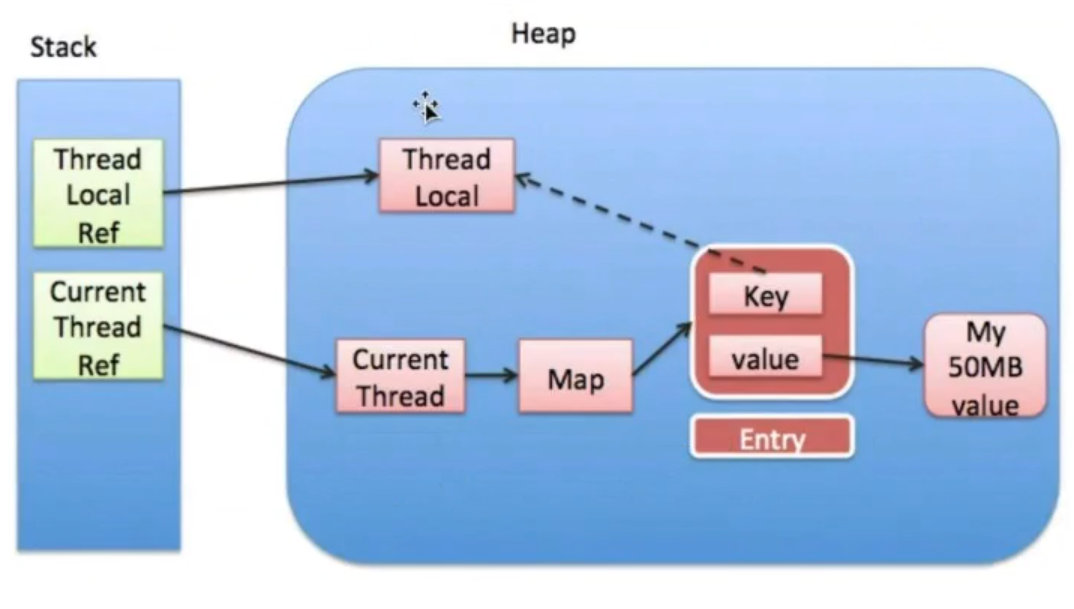 Stack
Heap
Thread
Local
Ref
Thread
Local
Current
Thread
Ref
Key
value
Current
Thread
Map
My
50MB
value
Entry